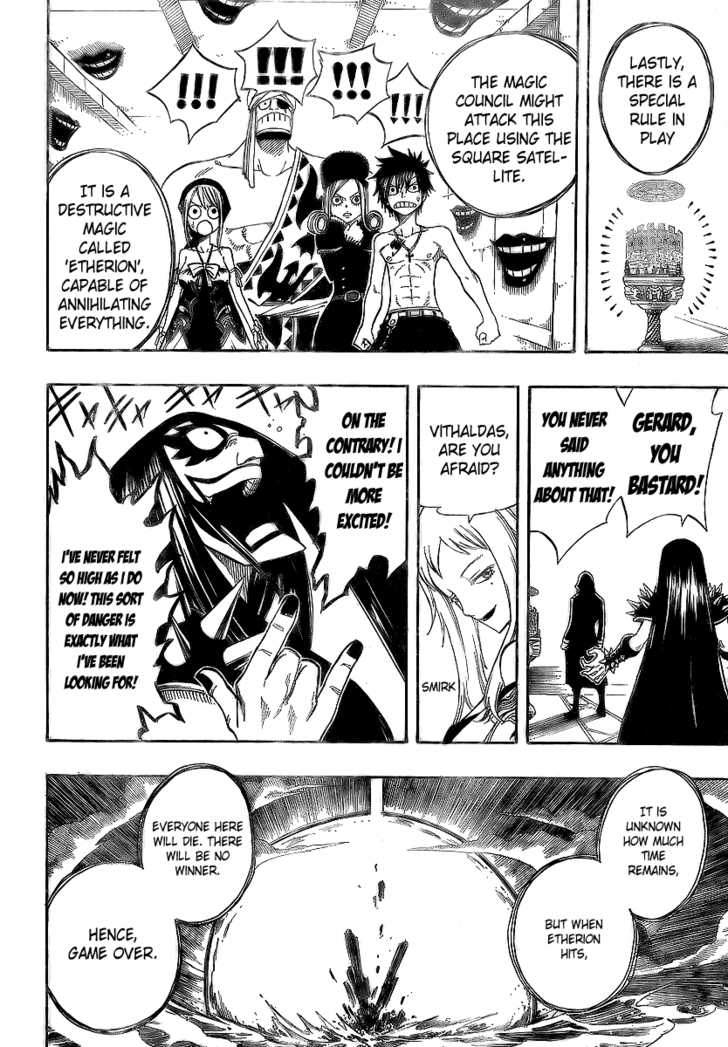 LASTLY,
THERE IS A
SPECIAL
RULE IN
PLAY
THE MAGIC
COUNCIL MIGHT
ATTACK THIS
PLACE USING THE
SQUARE SATEL-
LITE.
!!!
!!!
!!!
!!!
IT IS A
DESTRUCTIVE
MAGIC
CALLED
'ETHERION',
CAPABLE OF
ANNIHILATING
EVERYTHING.
GERARD,
YOU
BASTARD!
YOU NEVER
SAID
ANYTHING
ABOUT THAT!
VITHALDAS,
ARE YOU
AFRAID?
SMIRK
ON THE
CONTRARY! I
COULDN'T BE
MORE
EXCITED!
I'VE NEVER FELT
SO HIGH AS I DO
NOW! THIS SORT
OF DANGER IS
EXACTLY WHAT
I'VE BEEN
LOOKING FOR!
IT IS
UNKNOWN
HOW MUCH
TIME
REMAINS,
BUT WHEN
ETHERION
HITS,
EVERYONE HERE
WILL DIE. THERE
WILL BE NO
WINNER.
HENCE,
GAME OVER.